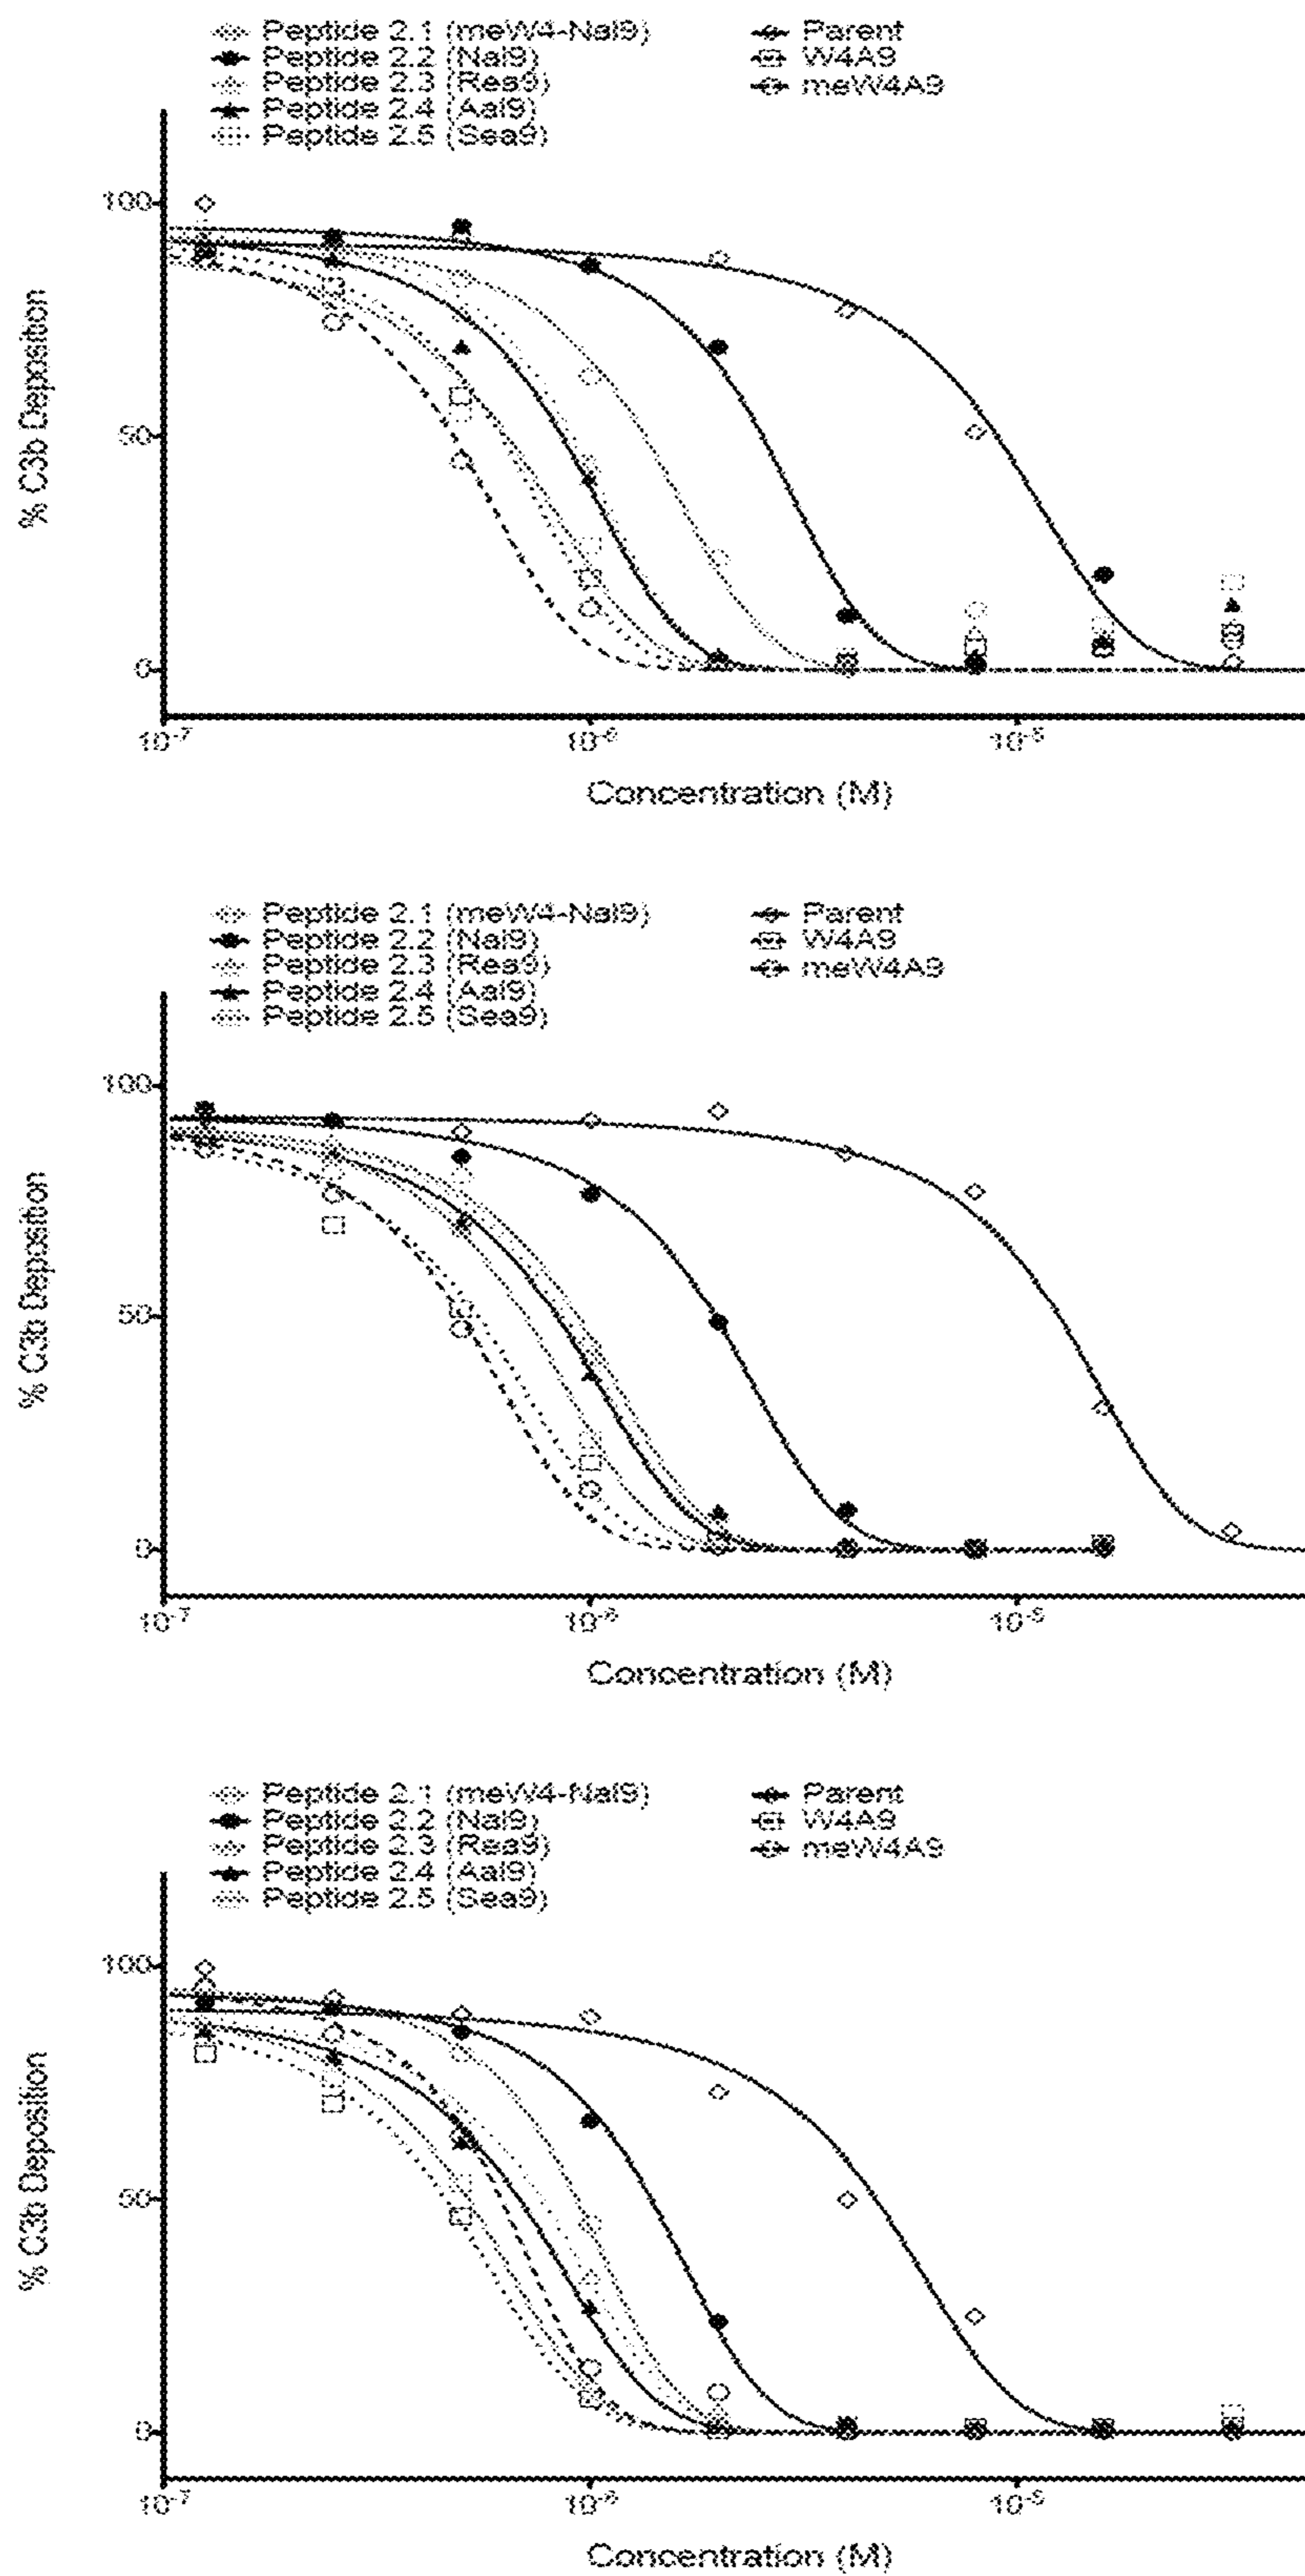 Peptide 2.1 (meW4-Nal9) Parent
Peptide 2.2 (Nal9) W4A9
Peptide 2.3 (Rea9) meW4A9
Peptide 2.4 (Aal9)
Peptide 2.5 (Sea9)
100
50
0
% C3b Deposition
10-7 10-6 10-5
Concentration (M)
Peptide 2.1 (meW4-Nal9) Parent
Peptide 2.2 (Nal9) W4A9
Peptide 2.3 (Rea9) meW4A9
Peptide 2.4 (Aal9)
Peptide 2.5 (Sea9)
100
50
0
% C3b Deposition
10-7 10-6 10-5
Concentration (M)
Peptide 2.1 (meW4-Nal9) Parent
Peptide 2.2 (Nal9) W4A9
Peptide 2.3 (Rea9) meW4A9
Peptide 2.4 (Aal9)
Peptide 2.5 (Sea9)
100
50
0
% C3b Deposition
10-7 10-6 10-5
Concentration (M)